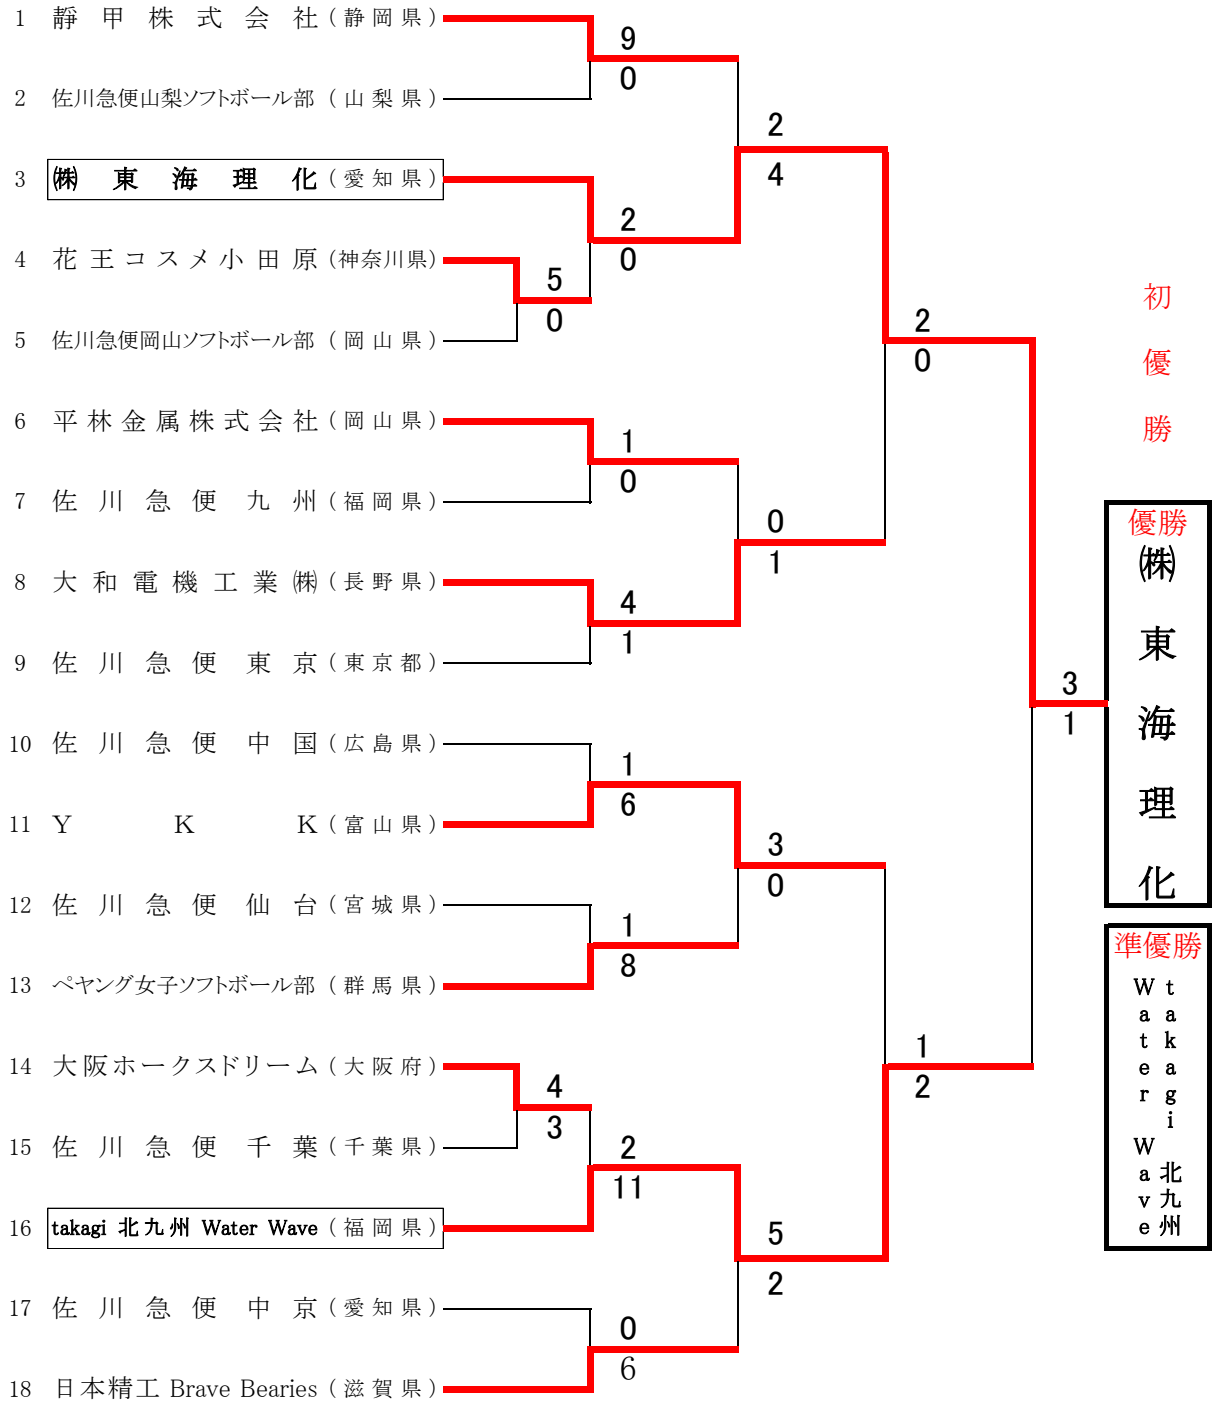 1 靜甲株式会社(静岡県)
9
0
2 佐川急便山梨ソフトボール部(山梨県)
2
4
3 ㈱東海理化(愛知県)
2
0
4 花王コスメ小田原(神奈川県)
5
0
5 佐川急便岡山ソフトボール部(岡山県)
2
0
6 平林金属株式会社(岡山県)
1
0
7 佐川急便九州(福岡県)
0
1
8 大和電機工業㈱(長野県)
4
1
9 佐川急便東京(東京都)
3
1
10 佐川急便中国(広島県)
1
6
11 YKK(富山県)
3
0
12 佐川急便仙台(宮城県)
1
8
13 ペヤング女子ソフトボール部(群馬県)
1
2
14 大阪ホークスドリーム(大阪府)
4
3
15 佐川急便千葉(千葉県)
2
11
16 takagi 北九州 Water Wave(福岡県)
5
2
17 佐川急便中京(愛知県)
0
6
18 日本精工 Brave Bearies(滋賀県)
初優勝
優勝
㈱東海理化
準優勝
takagi 北九州
Water Wave